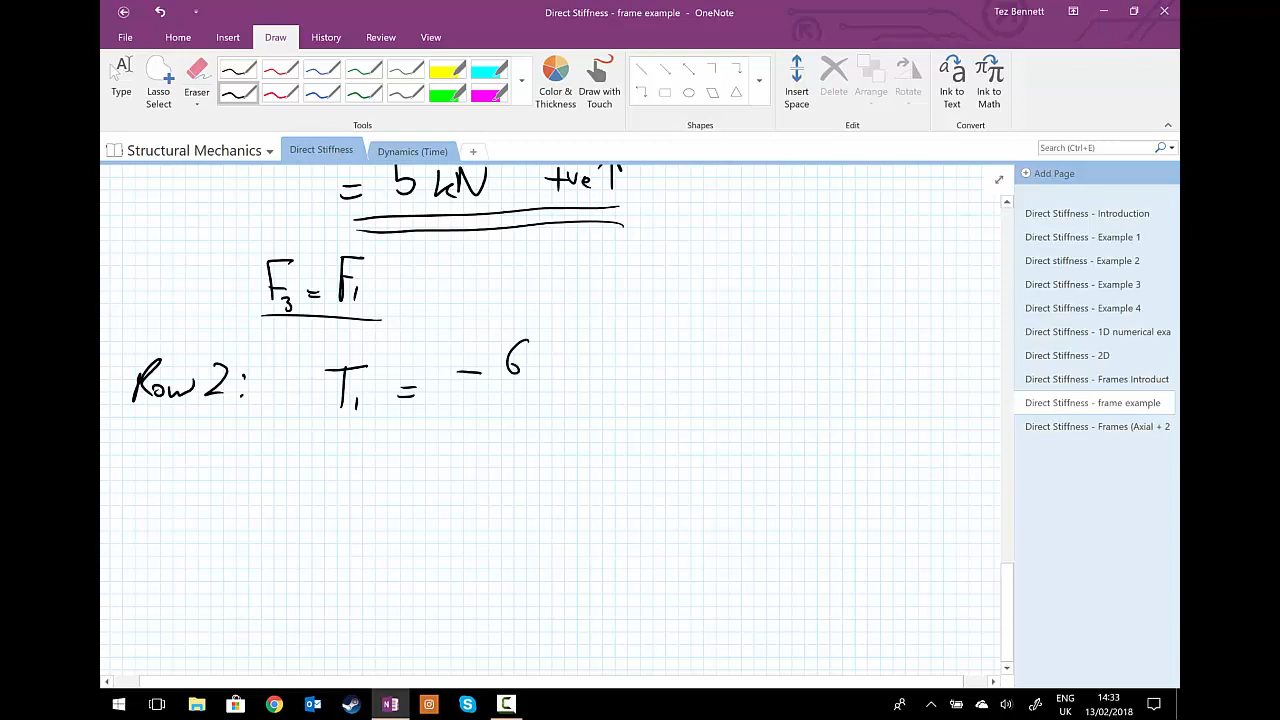 Direct Stiffness - frame example - OneNote
Tez Bennett
File Home Insert Draw History Review View
Type
Lasso Select
Eraser
Color & Thickness
Draw with Touch
Insert Space
Delete
Arrange
Rotate
Ink to Text
Ink to Math
Tools Shapes Edit Convert
Structural Mechanics
Direct Stiffness
Dynamics (Time)
+
Search (Ctrl+E)
Add Page
Direct Stiffness - Introduction
Direct Stiffness - Example 1
Direct stiffness - Example 2
Direct Stiffness - Example 3
Direct Stiffness - Example 4
Direct Stiffness - 1D numerical exa
Direct Stiffness - 2D
Direct Stiffness - Frames Introduct
Direct Stiffness - frame example
Direct Stiffness - Frames (Axial + 2
= 5 kN +ve ↑
F₃ = F₁
Row 2: T₁ = - 6
ENG
UK
14:33
13/02/2018